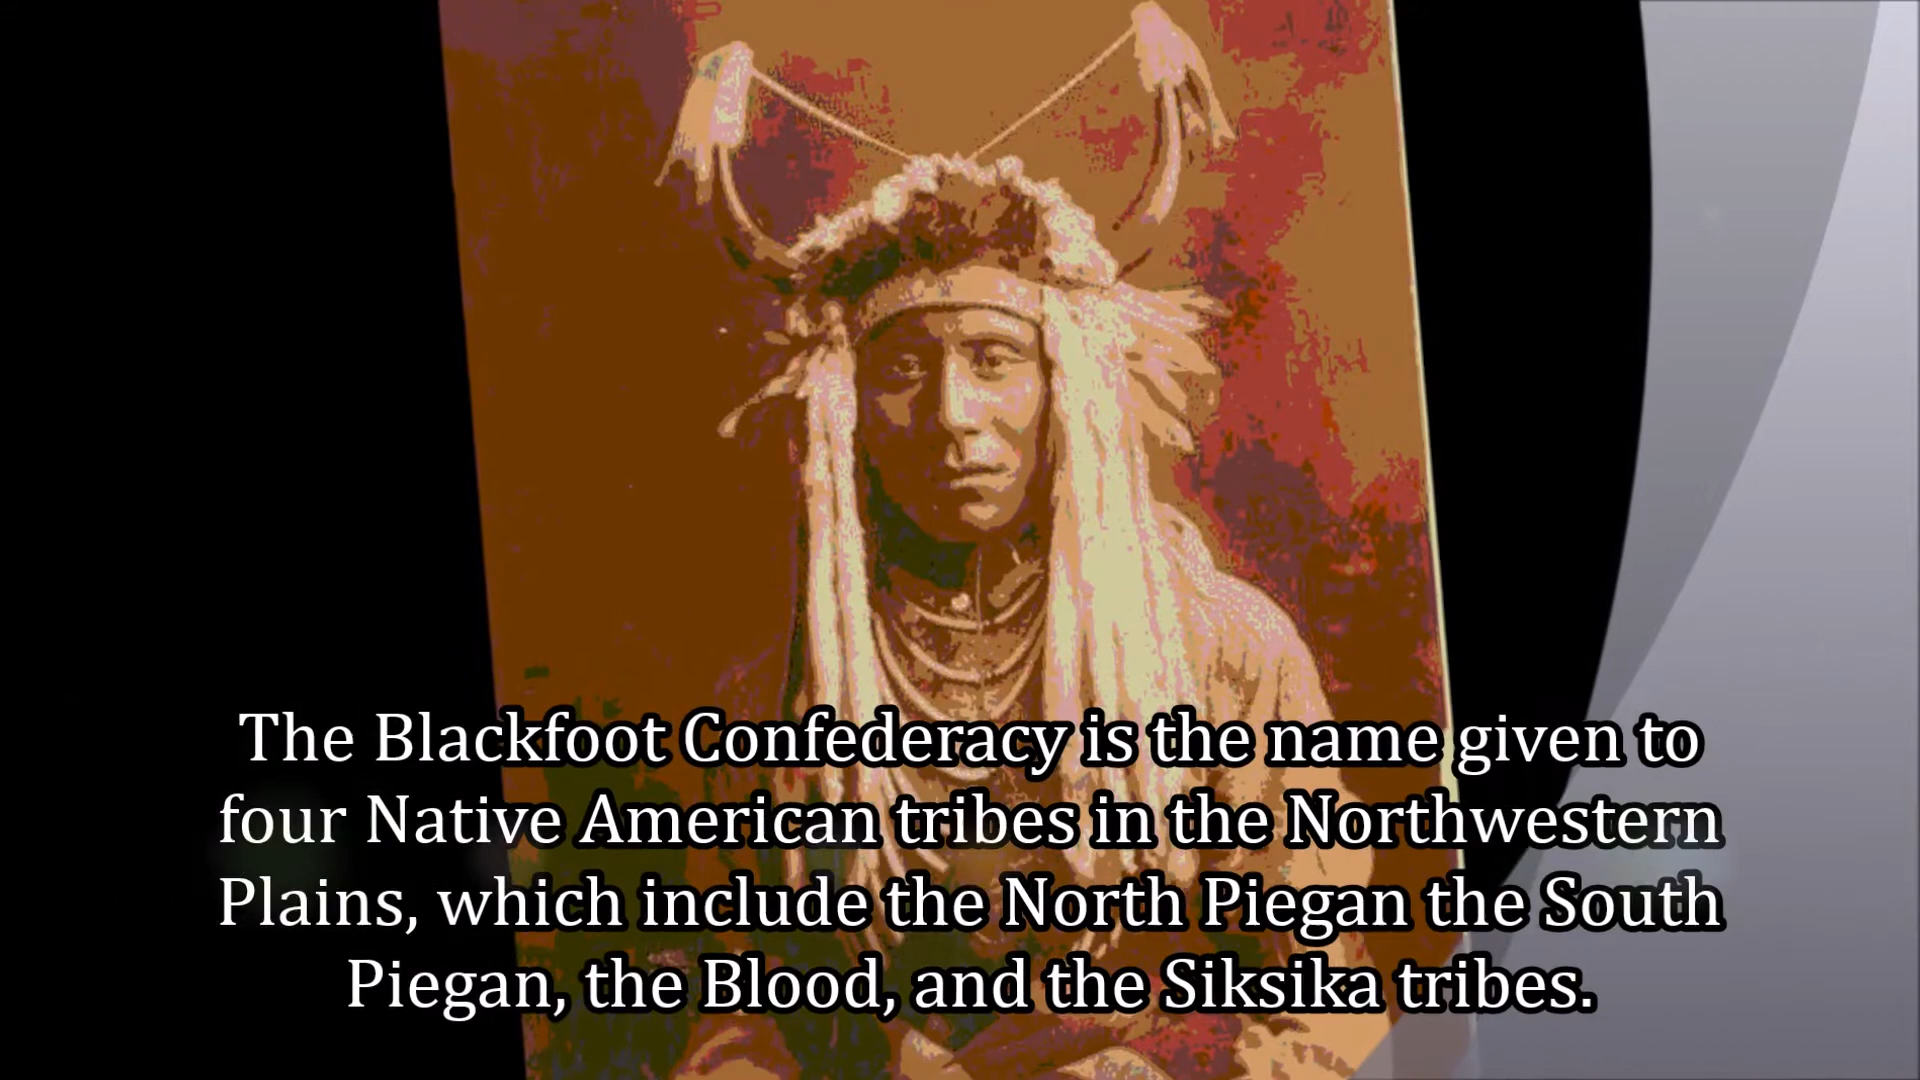 The Blackfoot Confederacy is the name given to
four Native American tribes in the Northwestern
Plains, which include the North Piegan the South
Piegan, the Blood, and the Siksika tribes.